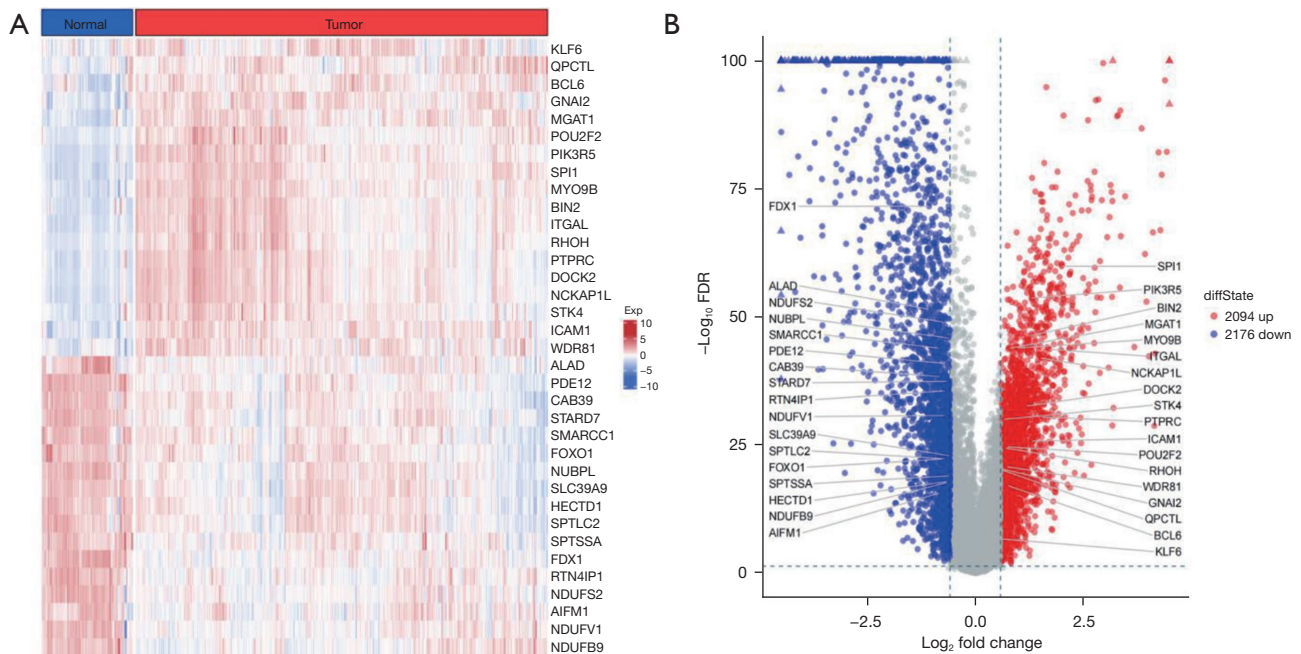 A
Normal
Tumor
KLF6
QPCTL
BCL6
GNAI2
MGAT1
POU2F2
PIK3R5
SPI1
MYO9B
BIN2
ITGAL
RHOH
PTPRC
DOCK2
NCKAP1L
STK4
ICAM1
WDR81
ALAD
PDE12
CAB39
STARD7
SMARCC1
FOXO1
NUBPL
SLC39A9
HECTD1
SPTLC2
SPTSSA
FDX1
RTN4IP1
NDUFS2
AIFM1
NDUFV1
NDUFB9
Exp
10
5
0
−5
−10
B
100
75
50
25
0
−Log₁₀ FDR
FDX1
ALAD
NDUFS2
NUBPL
SMARCC1
PDE12
CAB39
STARD7
RTN4IP1
NDUFV1
SLC39A9
SPTLC2
FOXO1
SPTSSA
HECTD1
NDUFB9
AIFM1
SPI1
PIK3R5
BIN2
MGAT1
MYO9B
ITGAL
NCKAP1L
DOCK2
STK4
PTPRC
ICAM1
POU2F2
RHOH
WDR81
GNAI2
QPCTL
BCL6
KLF6
−2.5
0.0
2.5
Log₂ fold change
diffState
2094 up
2176 down